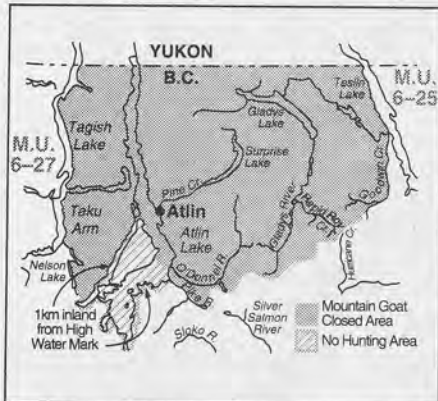 YUKON
B.C.
M.U.
6-25
Teslin
Lake
Gladys
Lake
M.U.
6-27
Tagish
Lake
Surprise
Lake
Pine Cr.
Atlin
Taku
Arm
Atlin
Lake
Gladys River
Hurricane Cr.
O'Donnel R.
Nelson
Lake
Pike R.
1km inland
from High
Water Mark
Silver
Salmon
River
Sloko R.
Mountain Goat
Closed Area
No Hunting Area